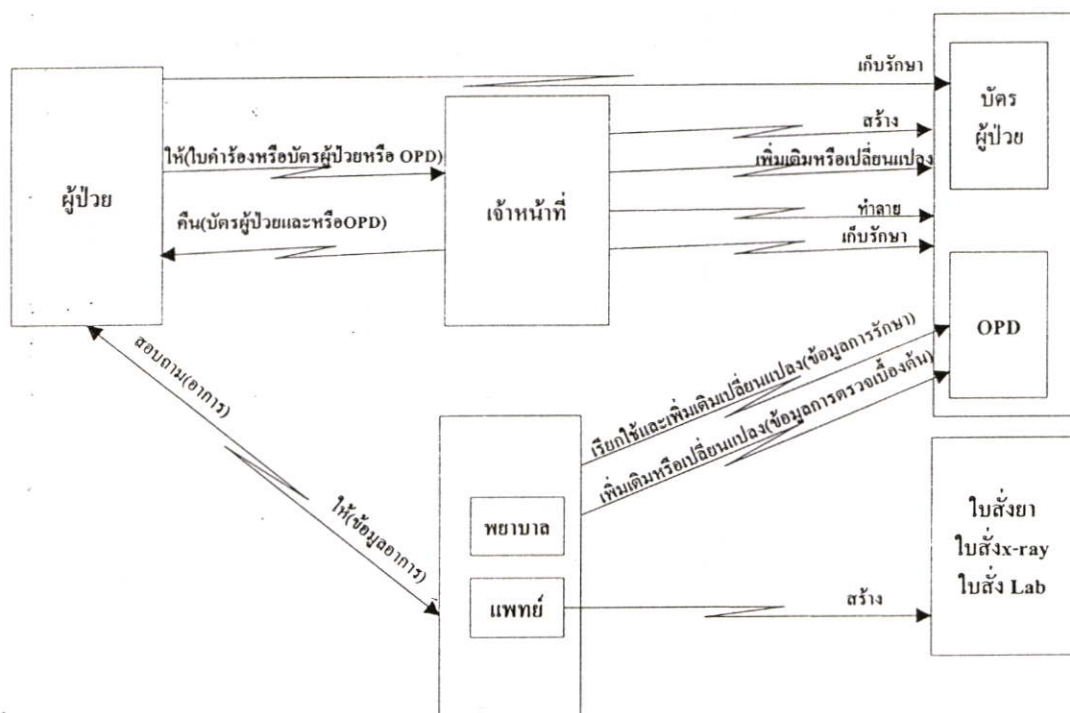 เก็บรักษา
บัตร
ผู้ป่วย
สร้าง
ให้(ใบคำร้องหรือบัตรผู้ป่วยหรือ OPD)
เพิ่มเติมหรือเปลี่ยนแปลง
ผู้ป่วย
เจ้าหน้าที่
ทำลาย
คืน(บัตรผู้ป่วยและหรือOPD)
เก็บรักษา
OPD
สอบถาม(อาการ)
ให้(ข้อมูลอาการ)
เรียกใช้และเพิ่มเติมเปลี่ยนแปลง(ข้อมูลการรักษา)
เพิ่มเติมหรือเปลี่ยนแปลง(ข้อมูลการตรวจเบื้องต้น)
พยาบาล
แพทย์
สร้าง
ใบสั่งยา
ใบสั่งx-ray
ใบสั่ง Lab